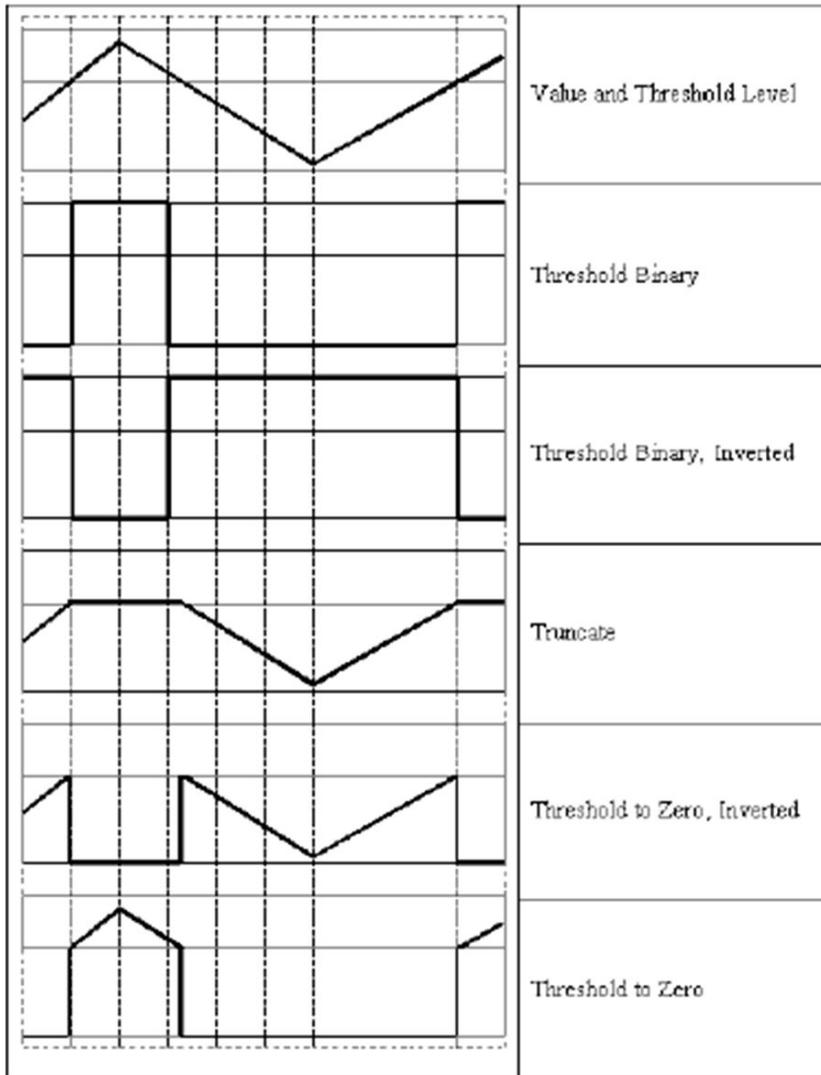 Value and Threshold Level
Threshold Binary
Threshold Binary, Inverted
Truncate
Threshold to Zero, Inverted
Threshold to Zero